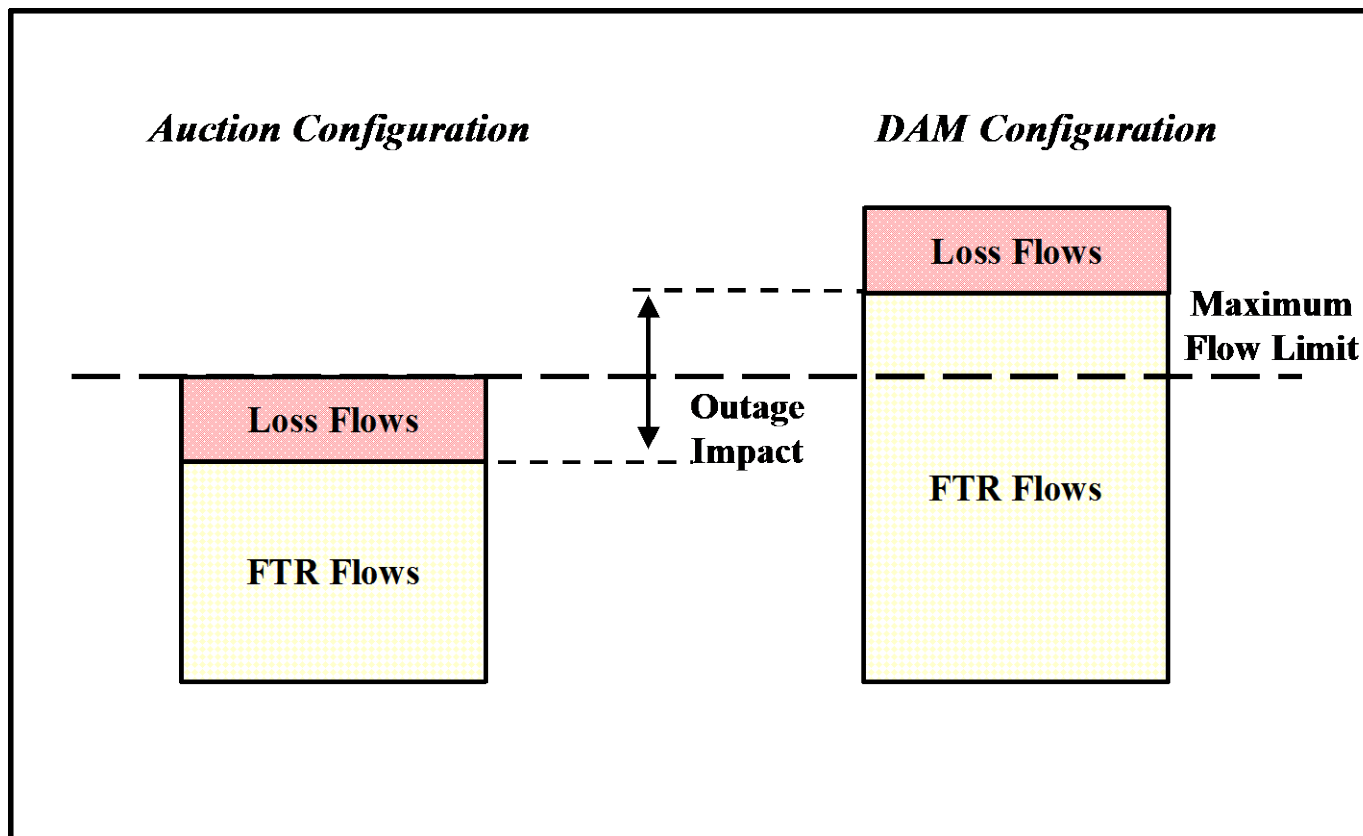 Auction Configuration
DAM Configuration
Loss Flows
Maximum
Flow Limit
Loss Flows
Outage
Impact
FTR Flows
FTR Flows